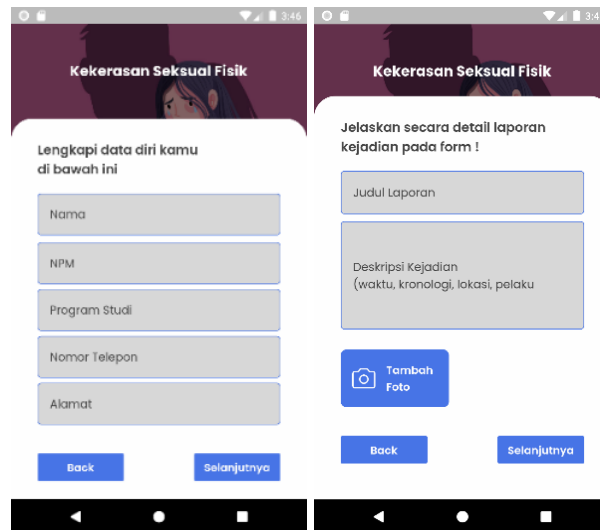 3:46
Kekerasan Seksual Fisik
Lengkapi data diri kamu
di bawah ini
Nama
NPM
Program Studi
Nomor Telepon
Alamat
Back
Selanjutnya
Kekerasan Seksual Fisik
Jelaskan secara detail laporan
kejadian pada form !
Judul Laporan
Deskripsi Kejadian
(waktu, kronologi, lokasi, pelaku
Tambah
Foto
Back
Selanjutnya